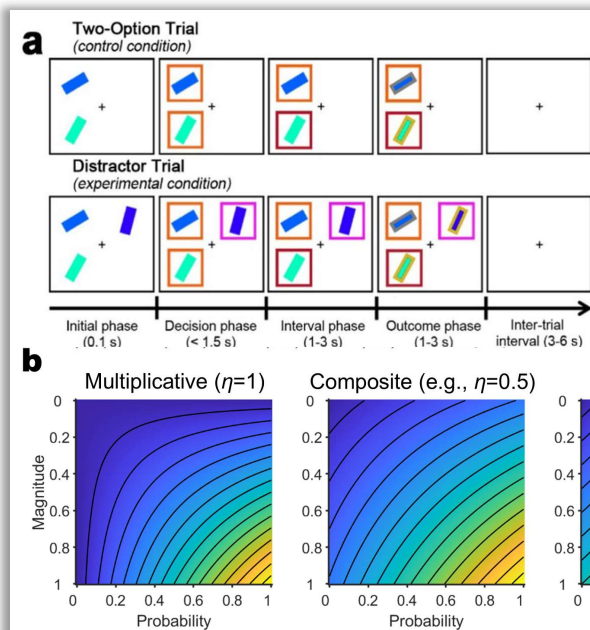 a
Two-Option Trial
(control condition)
+ + + + +
Distractor Trial
(experimental condition)
+ + + + +
Initial phase Decision phase Interval phase Outcome phase Inter-trial
(0.1 s) (< 1.5 s) (1-3 s) (1-3 s) interval (3-6 s)
b
Multiplicative (η=1) Composite (e.g., η=0.5)
0 0 0
0.2 0.2 0.2
0.4 0.4 0.4
Magnitude
0.6 0.6 0.6
0.8 0.8 0.8
1 1 1
0 0.2 0.4 0.6 0.8 1 0 0.2 0.4 0.6 0.8 1 0
Probability Probability